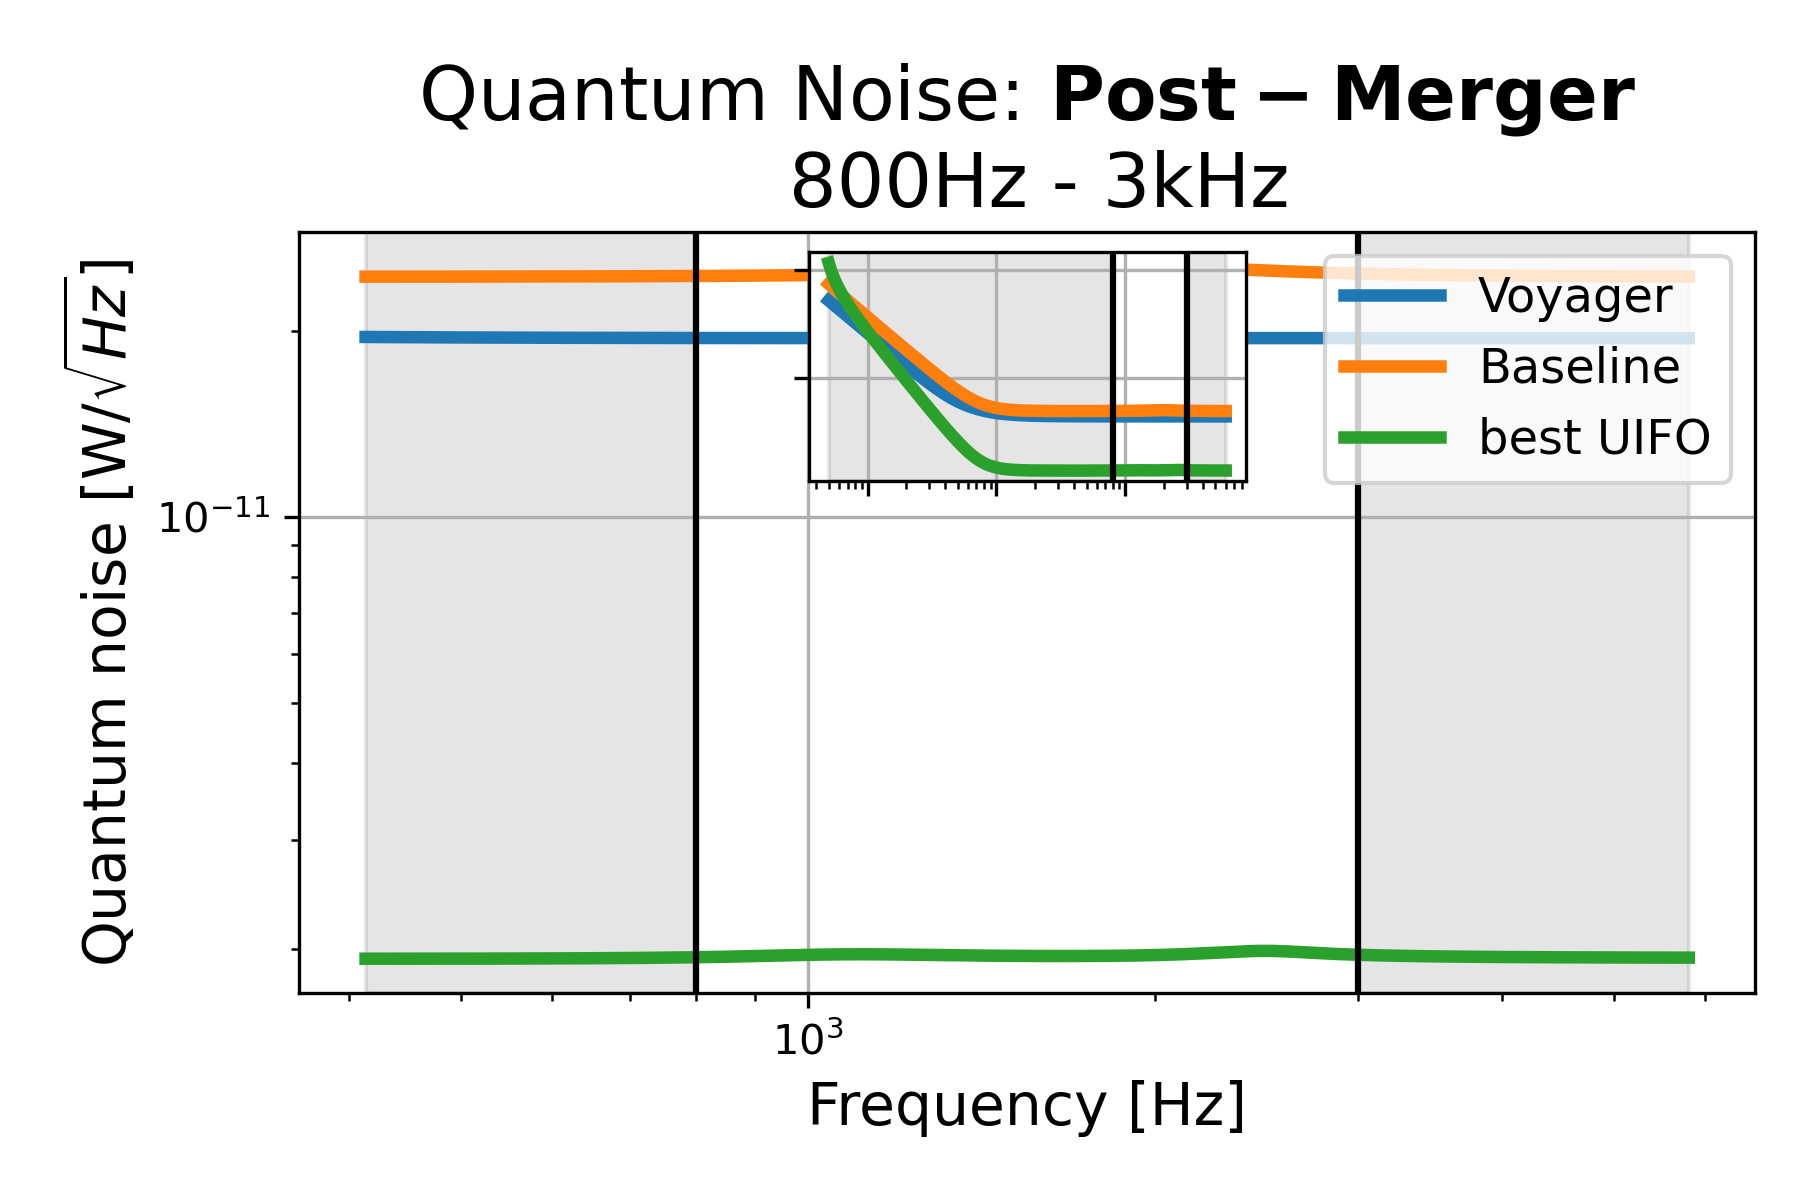 Quantum Noise: Post − Merger
800Hz - 3kHz
Quantum noise [W/√Hz]
10⁻¹¹
Voyager
Baseline
best UIFO
10³
Frequency [Hz]